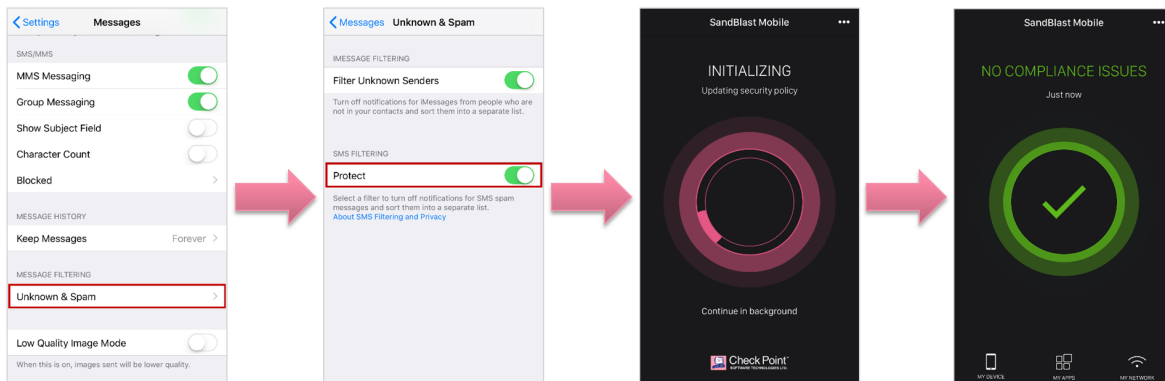 Settings
Messages
SMS/MMS
MMS Messaging
Group Messaging
Show Subject Field
Character Count
Blocked
MESSAGE HISTORY
Keep Messages Forever
MESSAGE FILTERING
Unknown & Spam
Low Quality Image Mode
When this is on, images sent will be lower quality.
Messages
Unknown & Spam
IMESSAGE FILTERING
Filter Unknown Senders
Turn off notifications for iMessages from people who are
not in your contacts and sort them into a separate list.
SMS FILTERING
Protect
Select a filter to turn off notifications for SMS spam
messages and sort them into a separate list.
About SMS Filtering and Privacy
SandBlast Mobile
INITIALIZING
Updating security policy
Continue in background
Check Point
SOFTWARE TECHNOLOGIES LTD.
SandBlast Mobile
NO COMPLIANCE ISSUES
Just now
MY DEVICE
MY APPS
MY NETWORK